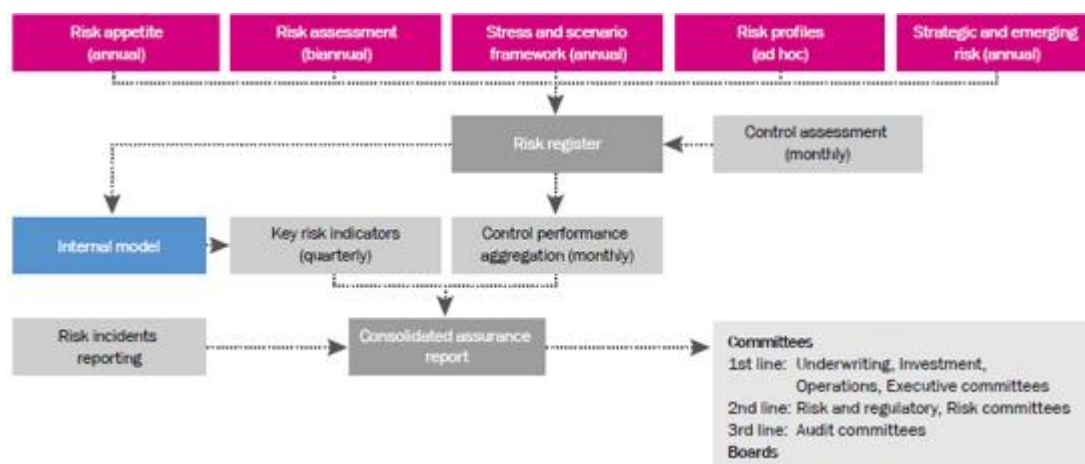 Risk appetite
(annual)
Risk assessment
(biannual)
Stress and scenario
framework (annual)
Risk profiles
(ad hoc)
Strategic and emerging
risk (annual)
Risk register
Control assessment
(monthly)
Internal model
Key risk indicators
(quarterly)
Control performance
aggregation (monthly)
Risk incidents
reporting
Consolidated assurance
report
Committees
1st line: Underwriting, Investment,
Operations, Executive committees
2nd line: Risk and regulatory, Risk committees
3rd line: Audit committees
Boards